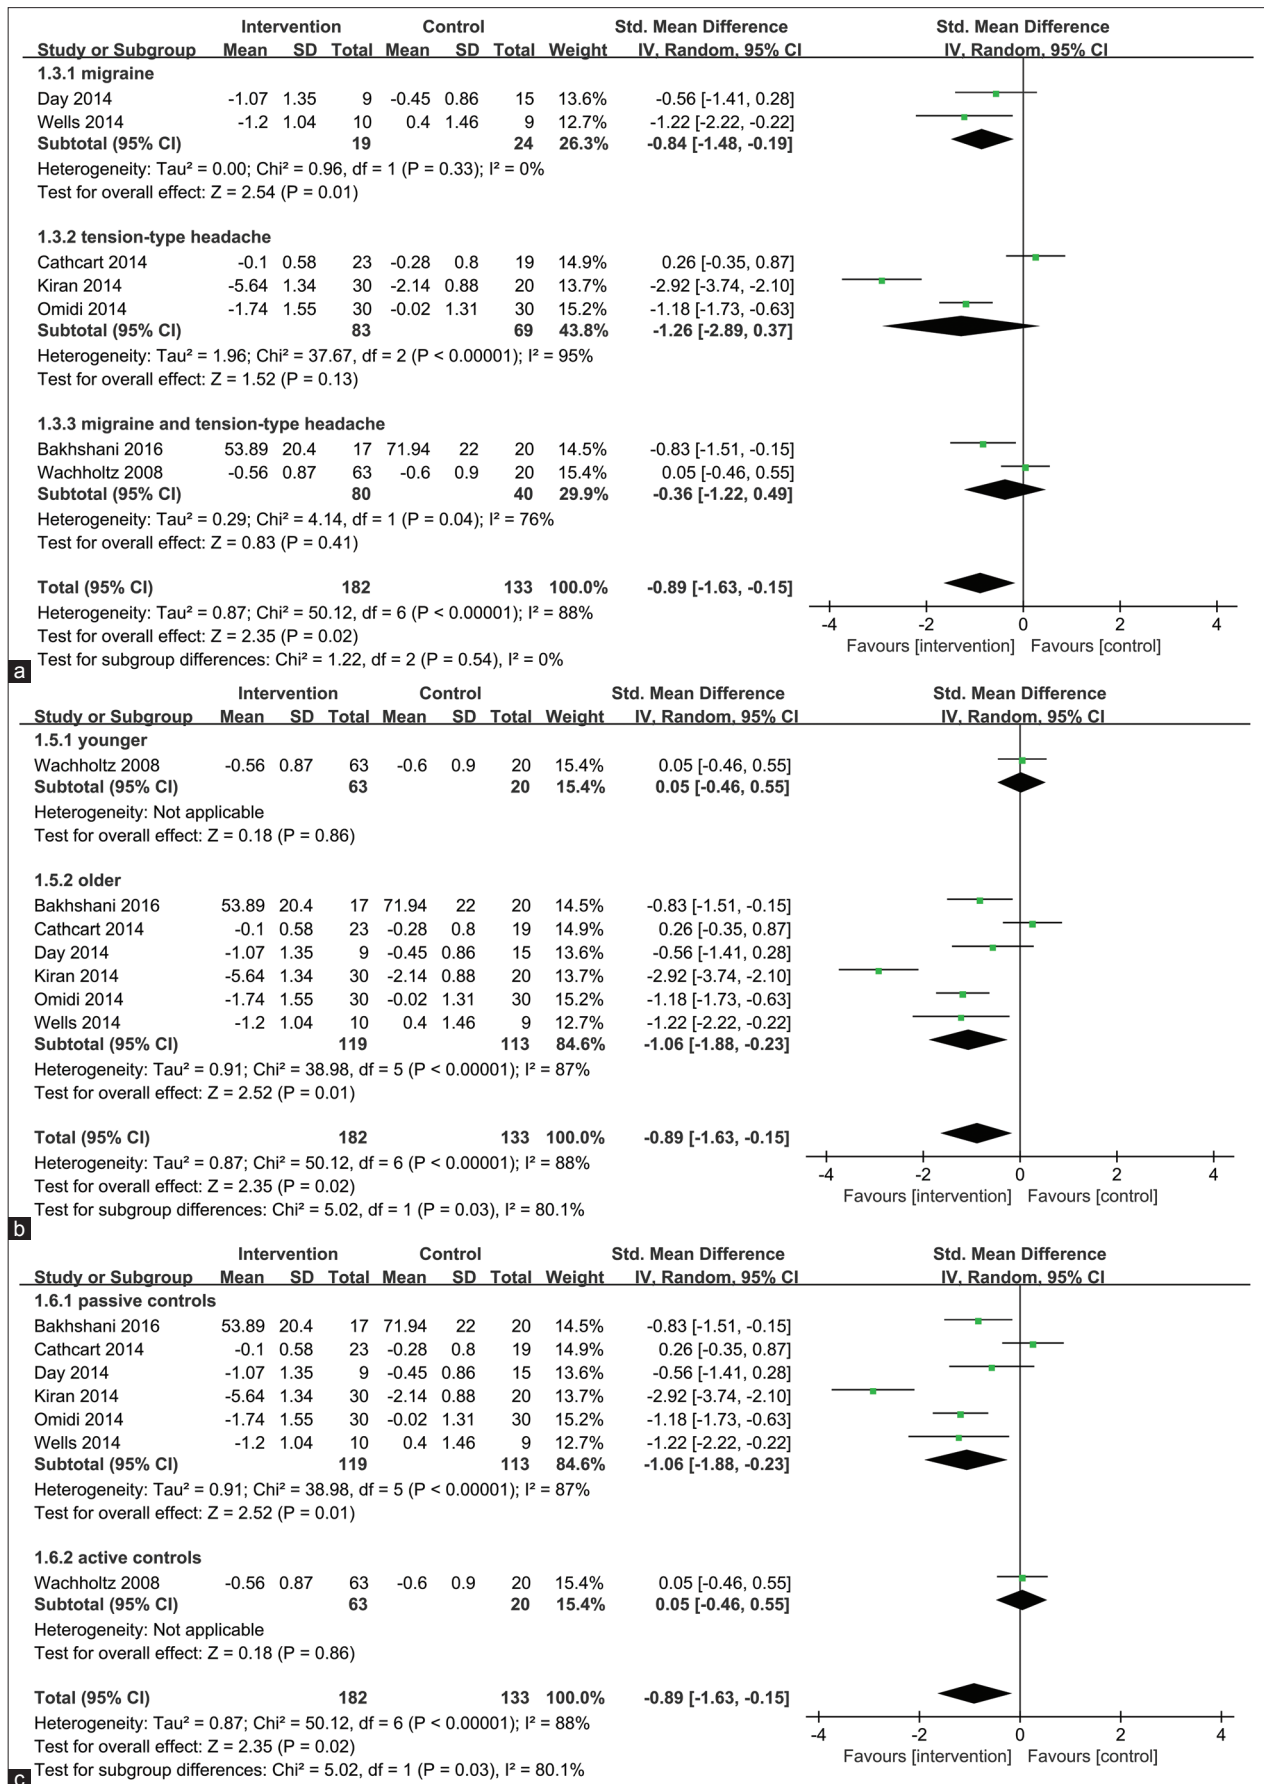 Intervention Control Std. Mean Difference Std. Mean Difference
Study or Subgroup Mean SD Total Mean SD Total Weight IV, Random, 95% CI IV, Random, 95% CI
1.3.1 migraine
Day 2014 -1.07 1.35 9 -0.45 0.86 15 13.6% -0.56 [-1.41, 0.28]
Wells 2014 -1.2 1.04 10 0.4 1.46 9 12.7% -1.22 [-2.22, -0.22]
Subtotal (95% CI) 19 24 26.3% -0.84 [-1.48, -0.19]
Heterogeneity: Tau² = 0.00; Chi² = 0.96, df = 1 (P = 0.33); I² = 0%
Test for overall effect: Z = 2.54 (P = 0.01)
1.3.2 tension-type headache
Cathcart 2014 -0.1 0.58 23 -0.28 0.8 19 14.9% 0.26 [-0.35, 0.87]
Kiran 2014 -5.64 1.34 30 -2.14 0.88 20 13.7% -2.92 [-3.74, -2.10]
Omidi 2014 -1.74 1.55 30 -0.02 1.31 30 15.2% -1.18 [-1.73, -0.63]
Subtotal (95% CI) 83 69 43.8% -1.26 [-2.89, 0.37]
Heterogeneity: Tau² = 1.96; Chi² = 37.67, df = 2 (P < 0.00001); I² = 95%
Test for overall effect: Z = 1.52 (P = 0.13)
1.3.3 migraine and tension-type headache
Bakhshani 2016 53.89 20.4 17 71.94 22 20 14.5% -0.83 [-1.51, -0.15]
Wachholtz 2008 -0.56 0.87 63 -0.6 0.9 20 15.4% 0.05 [-0.46, 0.55]
Subtotal (95% CI) 80 40 29.9% -0.36 [-1.22, 0.49]
Heterogeneity: Tau² = 0.29; Chi² = 4.14, df = 1 (P = 0.04); I² = 76%
Test for overall effect: Z = 0.83 (P = 0.41)
Total (95% CI) 182 133 100.0% -0.89 [-1.63, -0.15]
Heterogeneity: Tau² = 0.87; Chi² = 50.12, df = 6 (P < 0.00001); I² = 88%
-4 -2 0 2 4
Test for overall effect: Z = 2.35 (P = 0.02)
Favours [intervention] Favours [control]
Test for subgroup differences: Chi² = 1.22, df = 2 (P = 0.54), I² = 0%
a
Intervention Control Std. Mean Difference Std. Mean Difference
Study or Subgroup Mean SD Total Mean SD Total Weight IV, Random, 95% CI IV, Random, 95% CI
1.5.1 younger
Wachholtz 2008 -0.56 0.87 63 -0.6 0.9 20 15.4% 0.05 [-0.46, 0.55]
Subtotal (95% CI) 63 20 15.4% 0.05 [-0.46, 0.55]
Heterogeneity: Not applicable
Test for overall effect: Z = 0.18 (P = 0.86)
1.5.2 older
Bakhshani 2016 53.89 20.4 17 71.94 22 20 14.5% -0.83 [-1.51, -0.15]
Cathcart 2014 -0.1 0.58 23 -0.28 0.8 19 14.9% 0.26 [-0.35, 0.87]
Day 2014 -1.07 1.35 9 -0.45 0.86 15 13.6% -0.56 [-1.41, 0.28]
Kiran 2014 -5.64 1.34 30 -2.14 0.88 20 13.7% -2.92 [-3.74, -2.10]
Omidi 2014 -1.74 1.55 30 -0.02 1.31 30 15.2% -1.18 [-1.73, -0.63]
Wells 2014 -1.2 1.04 10 0.4 1.46 9 12.7% -1.22 [-2.22, -0.22]
Subtotal (95% CI) 119 113 84.6% -1.06 [-1.88, -0.23]
Heterogeneity: Tau² = 0.91; Chi² = 38.98, df = 5 (P < 0.00001); I² = 87%
Test for overall effect: Z = 2.52 (P = 0.01)
Total (95% CI) 182 133 100.0% -0.89 [-1.63, -0.15]
Heterogeneity: Tau² = 0.87; Chi² = 50.12, df = 6 (P < 0.00001); I² = 88%
-4 -2 0 2 4
Test for overall effect: Z = 2.35 (P = 0.02)
Favours [intervention] Favours [control]
Test for subgroup differences: Chi² = 5.02, df = 1 (P = 0.03), I² = 80.1%
b
Intervention Control Std. Mean Difference Std. Mean Difference
Study or Subgroup Mean SD Total Mean SD Total Weight IV, Random, 95% CI IV, Random, 95% CI
1.6.1 passive controls
Bakhshani 2016 53.89 20.4 17 71.94 22 20 14.5% -0.83 [-1.51, -0.15]
Cathcart 2014 -0.1 0.58 23 -0.28 0.8 19 14.9% 0.26 [-0.35, 0.87]
Day 2014 -1.07 1.35 9 -0.45 0.86 15 13.6% -0.56 [-1.41, 0.28]
Kiran 2014 -5.64 1.34 30 -2.14 0.88 20 13.7% -2.92 [-3.74, -2.10]
Omidi 2014 -1.74 1.55 30 -0.02 1.31 30 15.2% -1.18 [-1.73, -0.63]
Wells 2014 -1.2 1.04 10 0.4 1.46 9 12.7% -1.22 [-2.22, -0.22]
Subtotal (95% CI) 119 113 84.6% -1.06 [-1.88, -0.23]
Heterogeneity: Tau² = 0.91; Chi² = 38.98, df = 5 (P < 0.00001); I² = 87%
Test for overall effect: Z = 2.52 (P = 0.01)
1.6.2 active controls
Wachholtz 2008 -0.56 0.87 63 -0.6 0.9 20 15.4% 0.05 [-0.46, 0.55]
Subtotal (95% CI) 63 20 15.4% 0.05 [-0.46, 0.55]
Heterogeneity: Not applicable
Test for overall effect: Z = 0.18 (P = 0.86)
Total (95% CI) 182 133 100.0% -0.89 [-1.63, -0.15]
Heterogeneity: Tau² = 0.87; Chi² = 50.12, df = 6 (P < 0.00001); I² = 88%
-4 -2 0 2 4
Test for overall effect: Z = 2.35 (P = 0.02)
Favours [intervention] Favours [control]
Test for subgroup differences: Chi² = 5.02, df = 1 (P = 0.03), I² = 80.1%
c